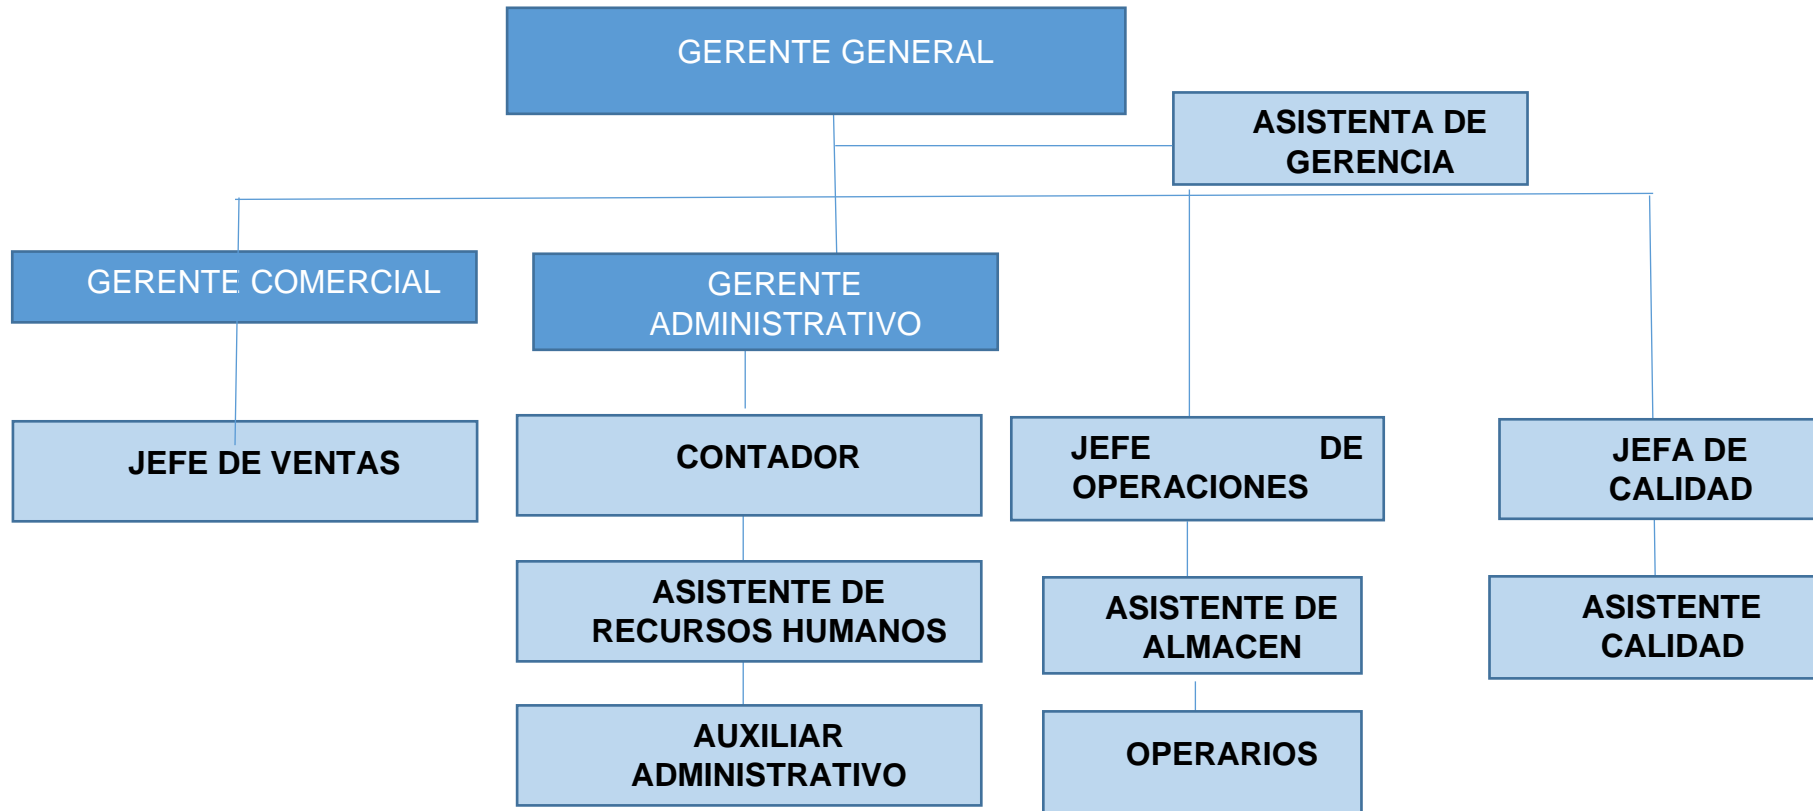 GERENTE GENERAL
ASISTENTA DE
GERENCIA
GERENTE COMERCIAL
GERENTE
ADMINISTRATIVO
JEFE DE VENTAS
CONTADOR
JEFE DE
OPERACIONES
JEFA DE
CALIDAD
ASISTENTE DE
RECURSOS HUMANOS
ASISTENTE DE
ALMACEN
ASISTENTE
CALIDAD
AUXILIAR
ADMINISTRATIVO
OPERARIOS